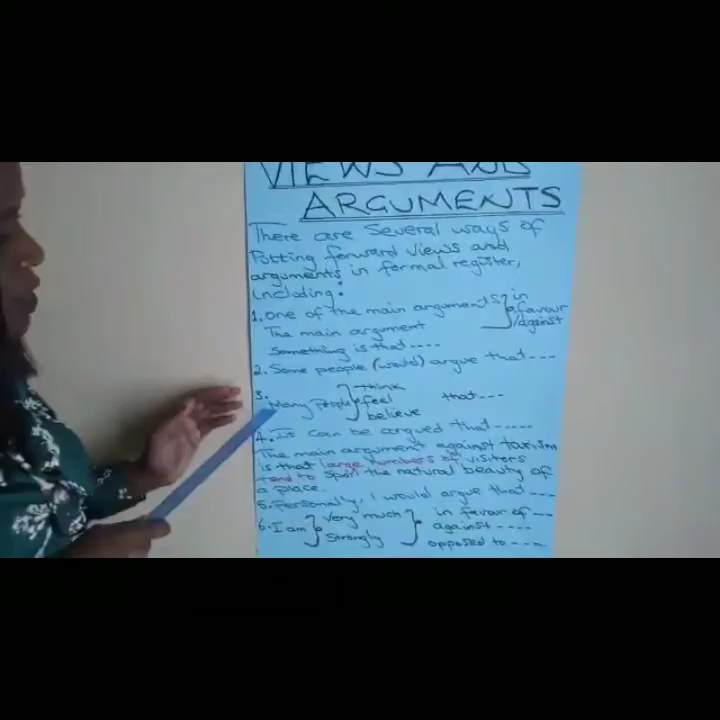 VIEWS AND
ARGUMENTS
There are several ways of
Putting forward views and
arguments in formal register,
including:
1. One of the main arguments } in favour /against
The main argument
Something is that ----
2. Some people (would) argue that ---
3. Many people } think feel believe that ---
4. It can be argued that -----
The main argument against tourism
is that large numbers of visitors
tend to spoil the natural beauty of
a place.
5. Personally, I would argue that ---
6. I am } very much } in favour of ---
strongly against ----
opposed to ----